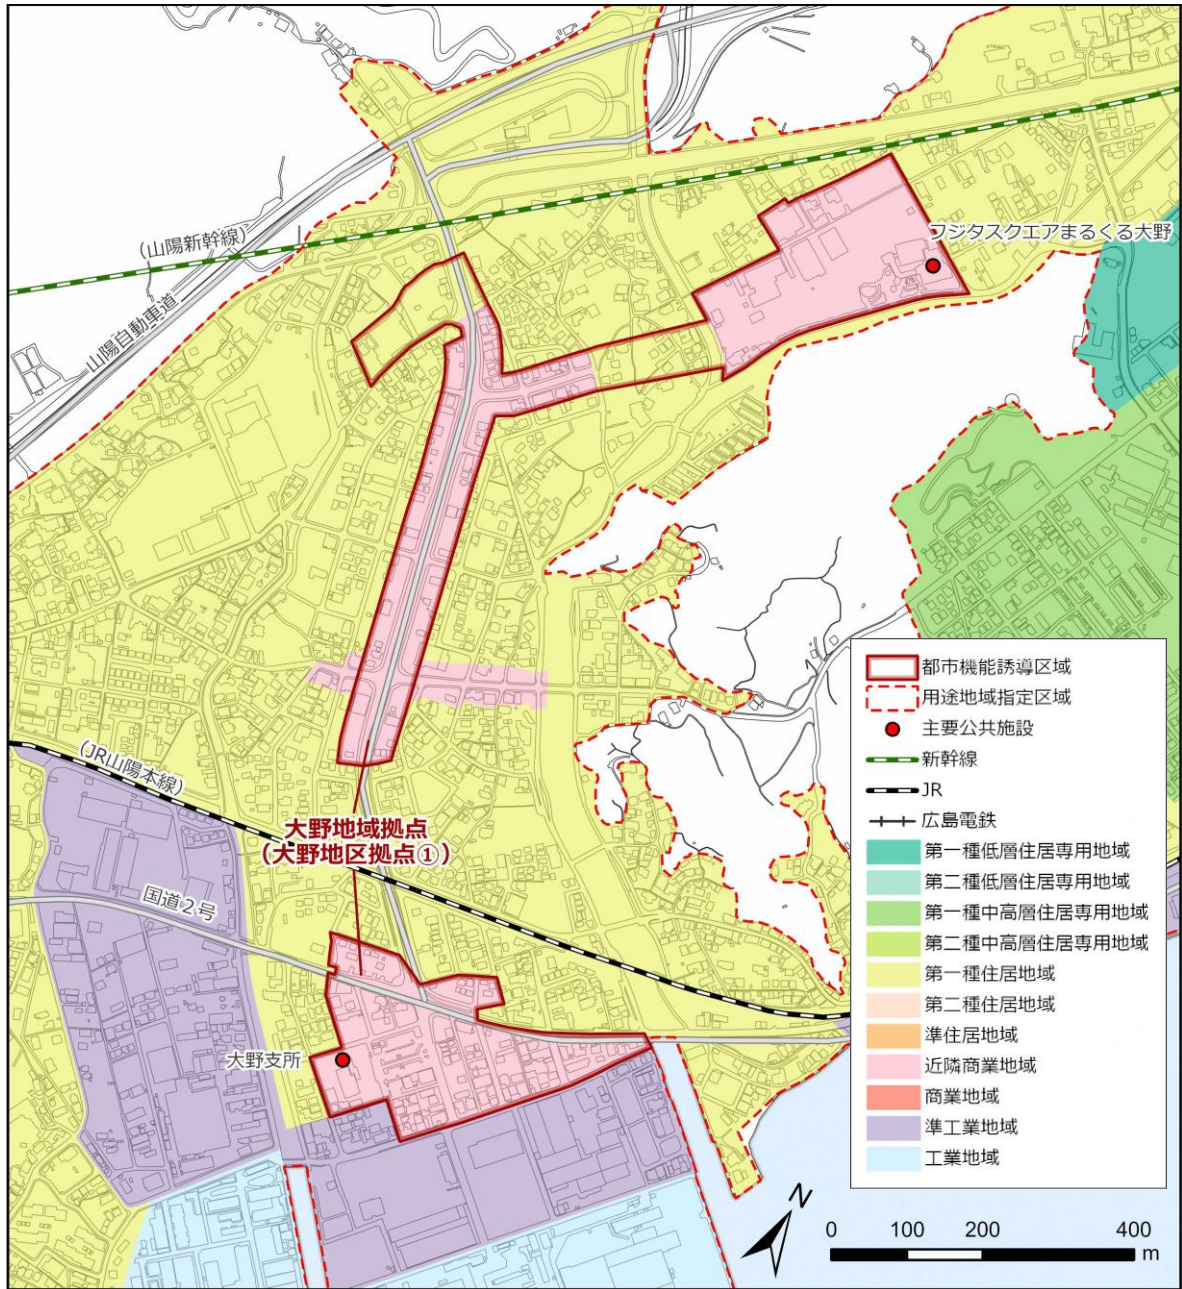 フジタスクエアまるくる大野
(山陽新幹線)
山陽自動車道
(JR山陽本線)
大野地域拠点
(大野地区拠点①)
国道2号
大野支所
都市機能誘導区域
用途地域指定区域
主要公共施設
新幹線
JR
広島電鉄
第一種低層住居専用地域
第二種低層住居専用地域
第一種中高層住居専用地域
第二種中高層住居専用地域
第一種住居地域
第二種住居地域
準住居地域
近隣商業地域
商業地域
準工業地域
工業地域
N
0 100 200 400
m